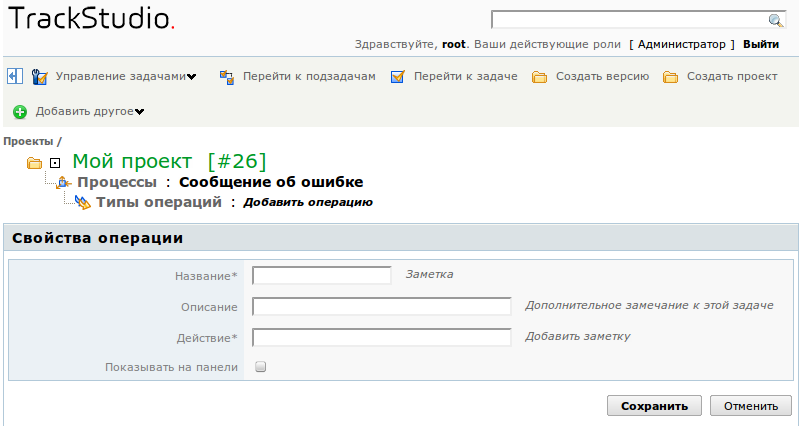 TrackStudio.
Здравствуйте, root. Ваши действующие роли [ Администратор ] Выйти
Управление задачами Перейти к подзадачам Перейти к задаче Создать версию Создать проект
Добавить другое
Проекты /
Мой проект [#26]
Процессы : Сообщение об ошибке
Типы операций : Добавить операцию
Свойства операции
Название* Заметка
Описание Дополнительное замечание к этой задаче
Действие* Добавить заметку
Показывать на панели
Сохранить Отменить